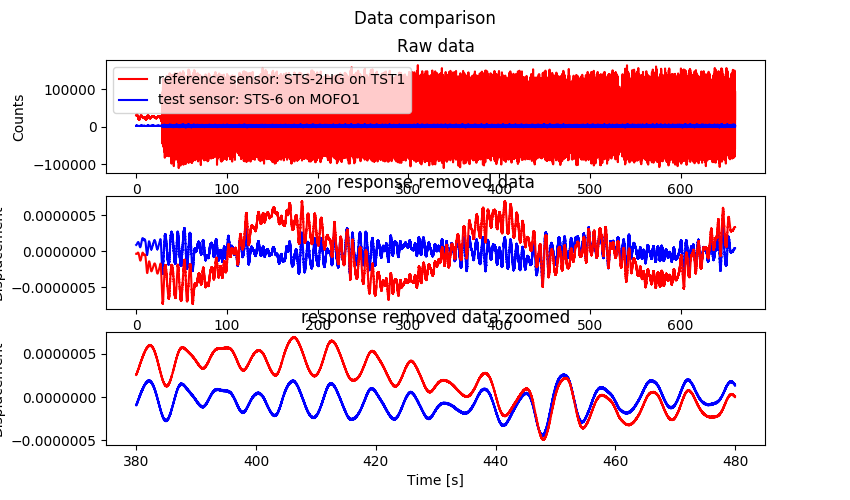 Data comparison
Raw data
reference sensor: STS-2HG on TST1
test sensor: STS-6 on MOFO1
Counts
100000
0
−100000
0 100 200 300 400 500 600
response removed data
0.0000005
0.0000000
−0.0000005
0 100 200 300 400 500 600
response removed data zoomed
Displacement
0.0000005
0.0000000
−0.0000005
380 400 420 440 460 480
Time [s]